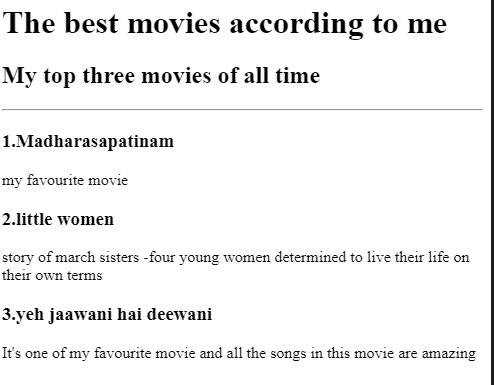 The best movies according to me
My top three movies of all time
1.Madharasapatinam
my favourite movie
2.little women
story of march sisters -four young women determined to live their life on
their own terms
3.yeh jaawani hai deewani
It's one of my favourite movie and all the songs in this movie are amazing